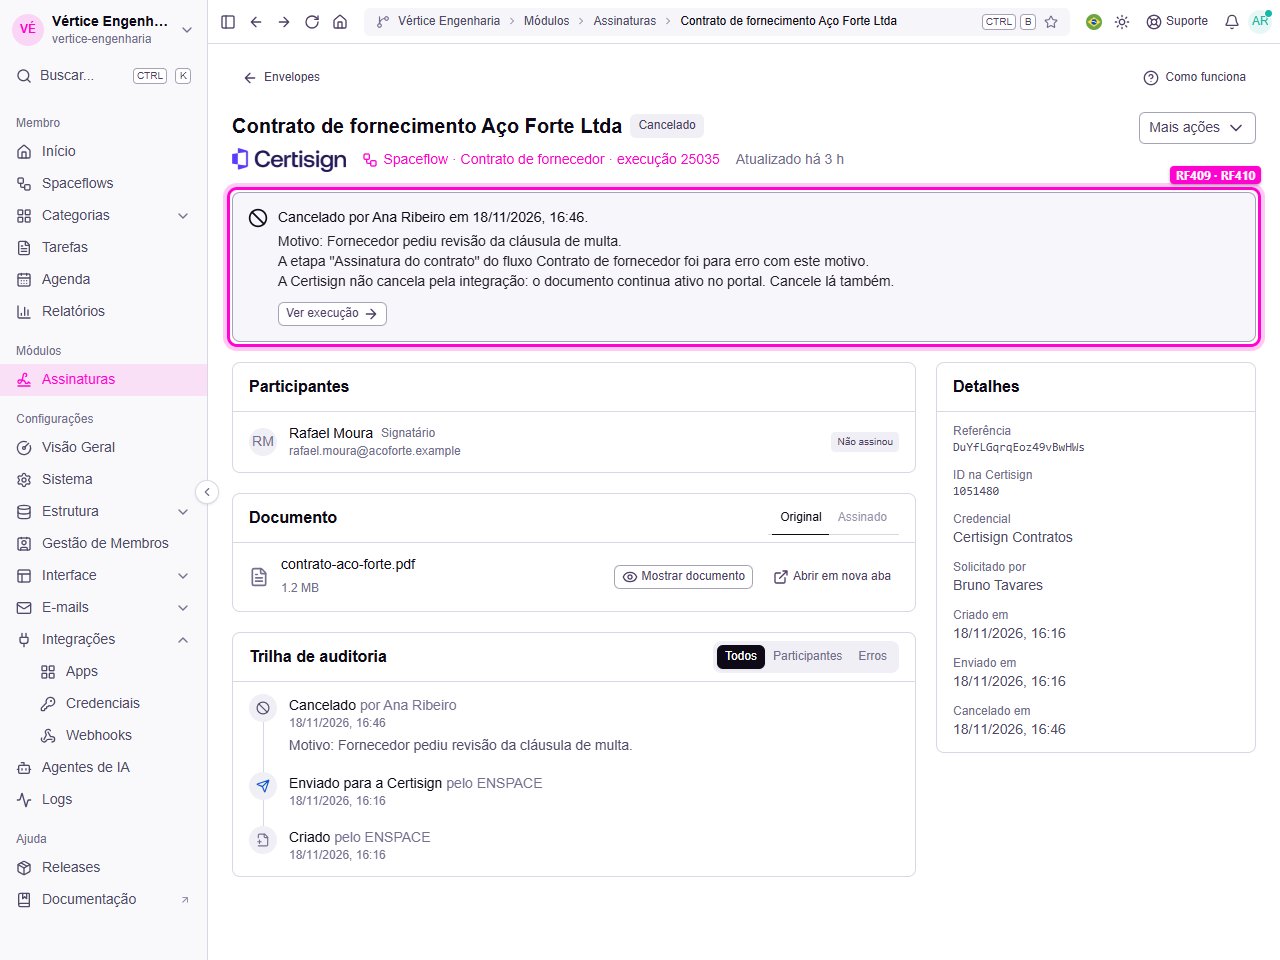 VÉ
Vértice Engenh...
vertice-engenharia
Buscar...
CTRL
K
Membro
Início
Spaceflows
Categorias
Tarefas
Agenda
Relatórios
Módulos
Assinaturas
Configurações
Visão Geral
Sistema
Estrutura
Gestão de Membros
Interface
E-mails
Integrações
Apps
Credenciais
Webhooks
Agentes de IA
Logs
Ajuda
Releases
Documentação
Vértice Engenharia
Módulos
Assinaturas
Contrato de fornecimento Aço Forte Ltda
CTRL
B
Suporte
AR
Envelopes
Como funciona
Contrato de fornecimento Aço Forte Ltda
Cancelado
Mais ações
Certisign
Spaceflow · Contrato de fornecedor · execução 25035
Atualizado há 3 h
RF409 - RF410
Cancelado por Ana Ribeiro em 18/11/2026, 16:46.
Motivo: Fornecedor pediu revisão da cláusula de multa.
A etapa "Assinatura do contrato" do fluxo Contrato de fornecedor foi para erro com este motivo.
A Certisign não cancela pela integração: o documento continua ativo no portal. Cancele lá também.
Ver execução
Participantes
RM
Rafael Moura Signatário
rafael.moura@acoforte.example
Não assinou
Documento
Original
Assinado
contrato-aco-forte.pdf
1.2 MB
Mostrar documento
Abrir em nova aba
Trilha de auditoria
Todos
Participantes
Erros
Cancelado por Ana Ribeiro
18/11/2026, 16:46
Motivo: Fornecedor pediu revisão da cláusula de multa.
Enviado para a Certisign pelo ENSPACE
18/11/2026, 16:16
Criado pelo ENSPACE
18/11/2026, 16:16
Detalhes
Referência
DuYfLGqrqEoz49vBwHWs
ID na Certisign
1051480
Credencial
Certisign Contratos
Solicitado por
Bruno Tavares
Criado em
18/11/2026, 16:16
Enviado em
18/11/2026, 16:16
Cancelado em
18/11/2026, 16:46